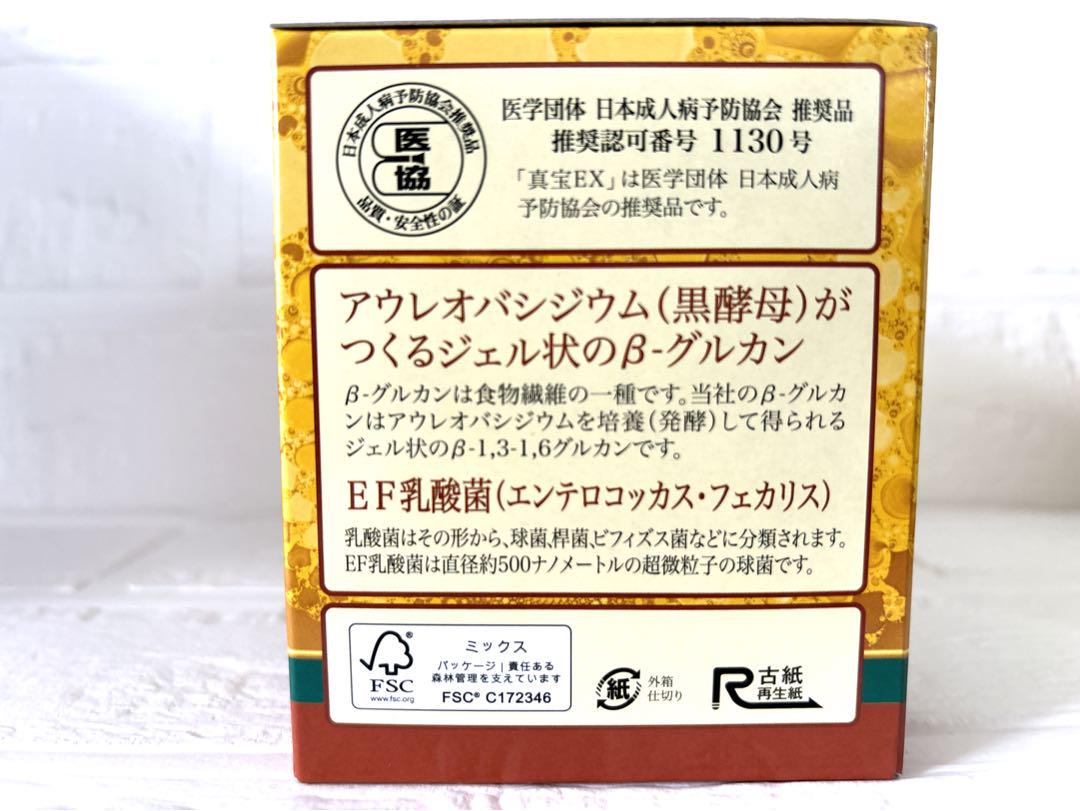 日本成人病予防協会推奨品
医協
品質・安全性の証
医学団体 日本成人病予防協会 推奨品
推奨認可番号 1130 号
「真宝EX」は医学団体 日本成人病
予防協会の推奨品です。
アウレオバシジウム(黒酵母)が
つくるジェル状のβ-グルカン
β-グルカンは食物繊維の一種です。当社のβ-グルカ
ンはアウレオバシジウムを培養(発酵)して得られる
ジェル状のβ-1,3-1,6グルカンです。
EF乳酸菌(エンテロコッカス・フェカリス)
乳酸菌はその形から、球菌、桿菌、ビフィズス菌などに分類されます。
EF乳酸菌は直径約500ナノメートルの超微粒子の球菌です。
FSC
www.fsc.org
ミックス
パッケージ|責任ある
森林管理を支えています
FSC® C172346
紙
外箱
仕切り
R
古紙
再生紙